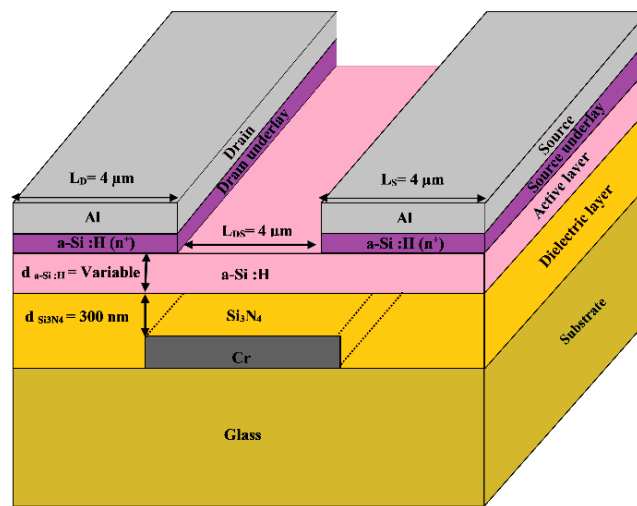 Drain
Drain underlay
Source
Source underlay
Active layer
Dielectric layer
Substrate
L_D= 4 µm
L_S= 4 µm
Al
Al
a-Si :H (n⁺)
L_DS= 4 µm
a-Si :H (n⁺)
d a-Si :H = Variable
a-Si :H
d Si3N4 = 300 nm
Si₃N₄
Cr
Glass